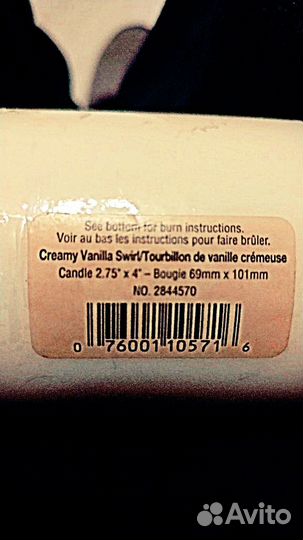 See bottom for burn instructions.
Voir au bas les instructions pour faire brûler.
Creamy Vanilla Swirl/Tourbillon de vanille crémeuse
Candle 2.75" x 4" – Bougie 69mm x 101mm
NO. 2844570
0 76001 10571 6
Avito